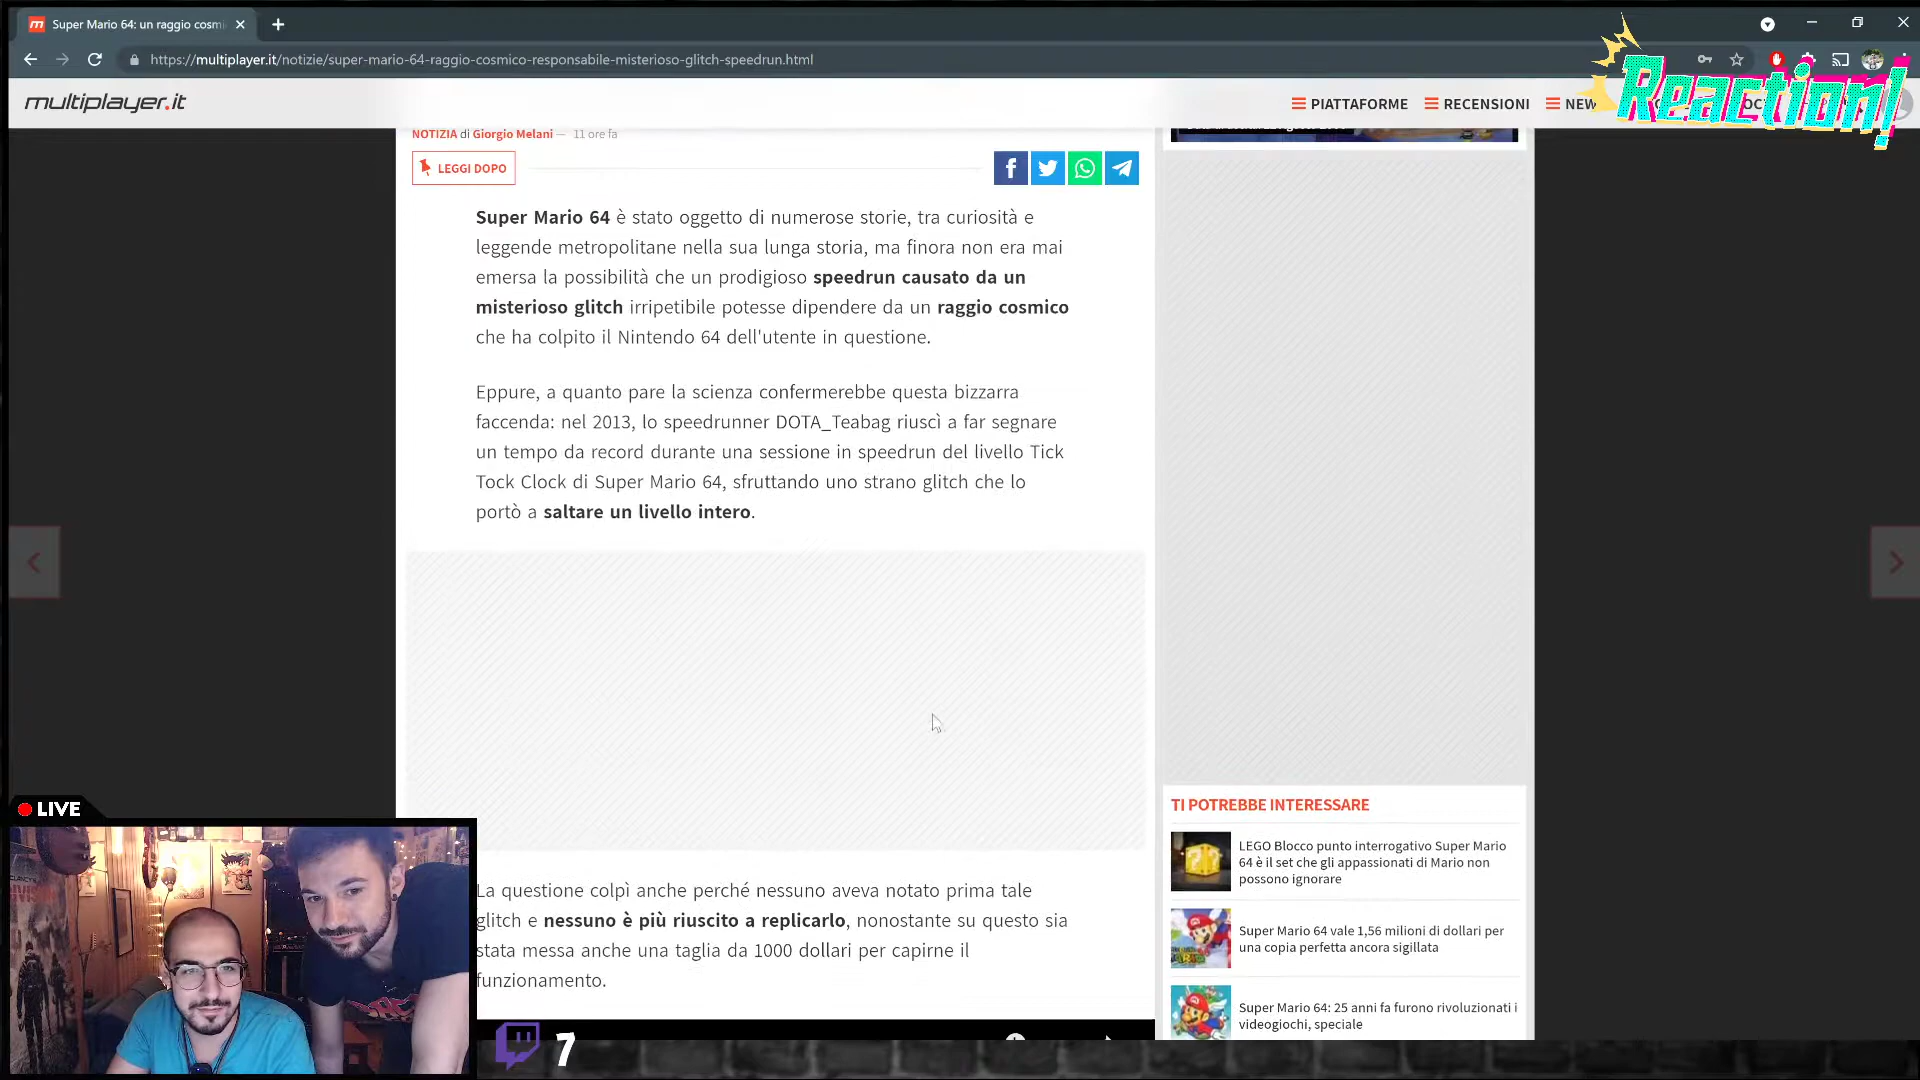 Super Mario 64: un raggio cosmi
https://multiplayer.it/notizie/super-mario-64-raggio-cosmico-responsabile-misterioso-glitch-speedrun.html
Reaction!
multiplayer.it
PIATTAFORME
RECENSIONI
NEW
NOTIZIA di Giorgio Melani — 11 ore fa
LEGGI DOPO
Super Mario 64 è stato oggetto di numerose storie, tra curiosità e
leggende metropolitane nella sua lunga storia, ma finora non era mai
emersa la possibilità che un prodigioso speedrun causato da un
misterioso glitch irripetibile potesse dipendere da un raggio cosmico
che ha colpito il Nintendo 64 dell'utente in questione.
Eppure, a quanto pare la scienza confermerebbe questa bizzarra
faccenda: nel 2013, lo speedrunner DOTA_Teabag riuscì a far segnare
un tempo da record durante una sessione in speedrun del livello Tick
Tock Clock di Super Mario 64, sfruttando uno strano glitch che lo
portò a saltare un livello intero.
La questione colpì anche perché nessuno aveva notato prima tale
glitch e nessuno è più riuscito a replicarlo, nonostante su questo sia
stata messa anche una taglia da 1000 dollari per capirne il
funzionamento.
TI POTREBBE INTERESSARE
LEGO Blocco punto interrogativo Super Mario
64 è il set che gli appassionati di Mario non
possono ignorare
Super Mario 64 vale 1,56 milioni di dollari per
una copia perfetta ancora sigillata
Super Mario 64: 25 anni fa furono rivoluzionati i
videogiochi, speciale
LIVE
7